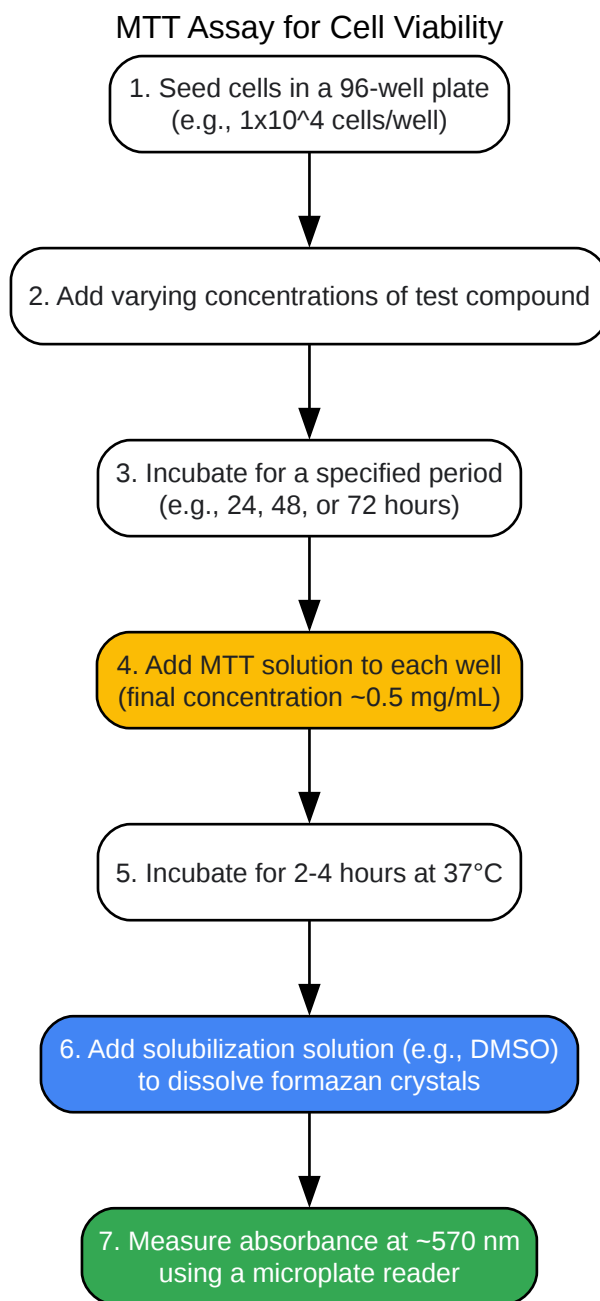 MTT Assay for Cell Viability
1. Seed cells in a 96-well plate
(e.g., 1x10^4 cells/well)
2. Add varying concentrations of test compound
3. Incubate for a specified period
(e.g., 24, 48, or 72 hours)
4. Add MTT solution to each well
(final concentration ~0.5 mg/mL)
5. Incubate for 2-4 hours at 37°C
6. Add solubilization solution (e.g., DMSO)
to dissolve formazan crystals
7. Measure absorbance at ~570 nm
using a microplate reader